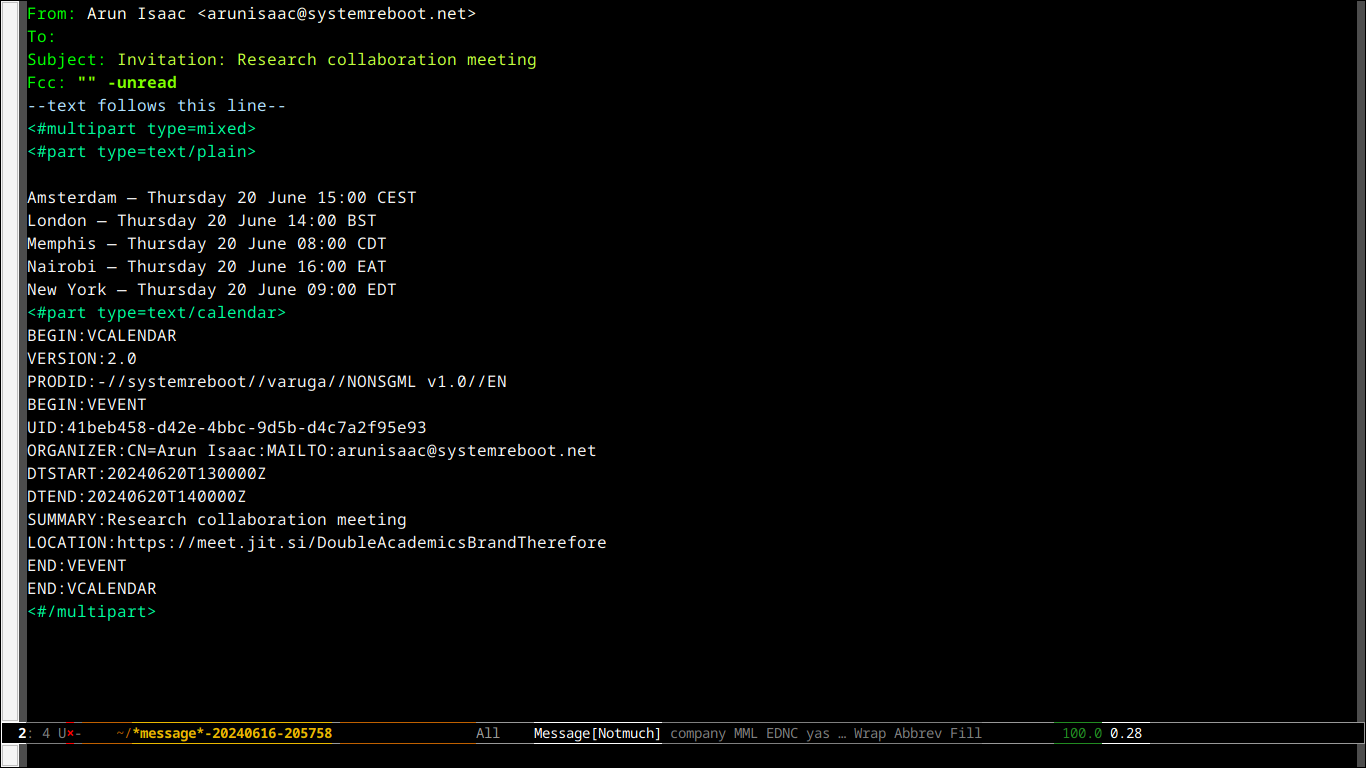 From: Arun Isaac <arunisaac@systemreboot.net>
To:
Subject: Invitation: Research collaboration meeting
Fcc: "" -unread
--text follows this line--
<#multipart type=mixed>
<#part type=text/plain>

Amsterdam — Thursday 20 June 15:00 CEST
London — Thursday 20 June 14:00 BST
Memphis — Thursday 20 June 08:00 CDT
Nairobi — Thursday 20 June 16:00 EAT
New York — Thursday 20 June 09:00 EDT
<#part type=text/calendar>
BEGIN:VCALENDAR
VERSION:2.0
PRODID:-//systemreboot//varuga//NONSGML v1.0//EN
BEGIN:VEVENT
UID:41beb458-d42e-4bbc-9d5b-d4c7a2f95e93
ORGANIZER:CN=Arun Isaac:MAILTO:arunisaac@systemreboot.net
DTSTART:20240620T130000Z
DTEND:20240620T140000Z
SUMMARY:Research collaboration meeting
LOCATION:https://meet.jit.si/DoubleAcademicsBrandTherefore
END:VEVENT
END:VCALENDAR
<#/multipart>
2: 4 U×- ~/*message*-20240616-205758 All Message[Notmuch] company MML EDNC yas … Wrap Abbrev Fill 100.0 0.28